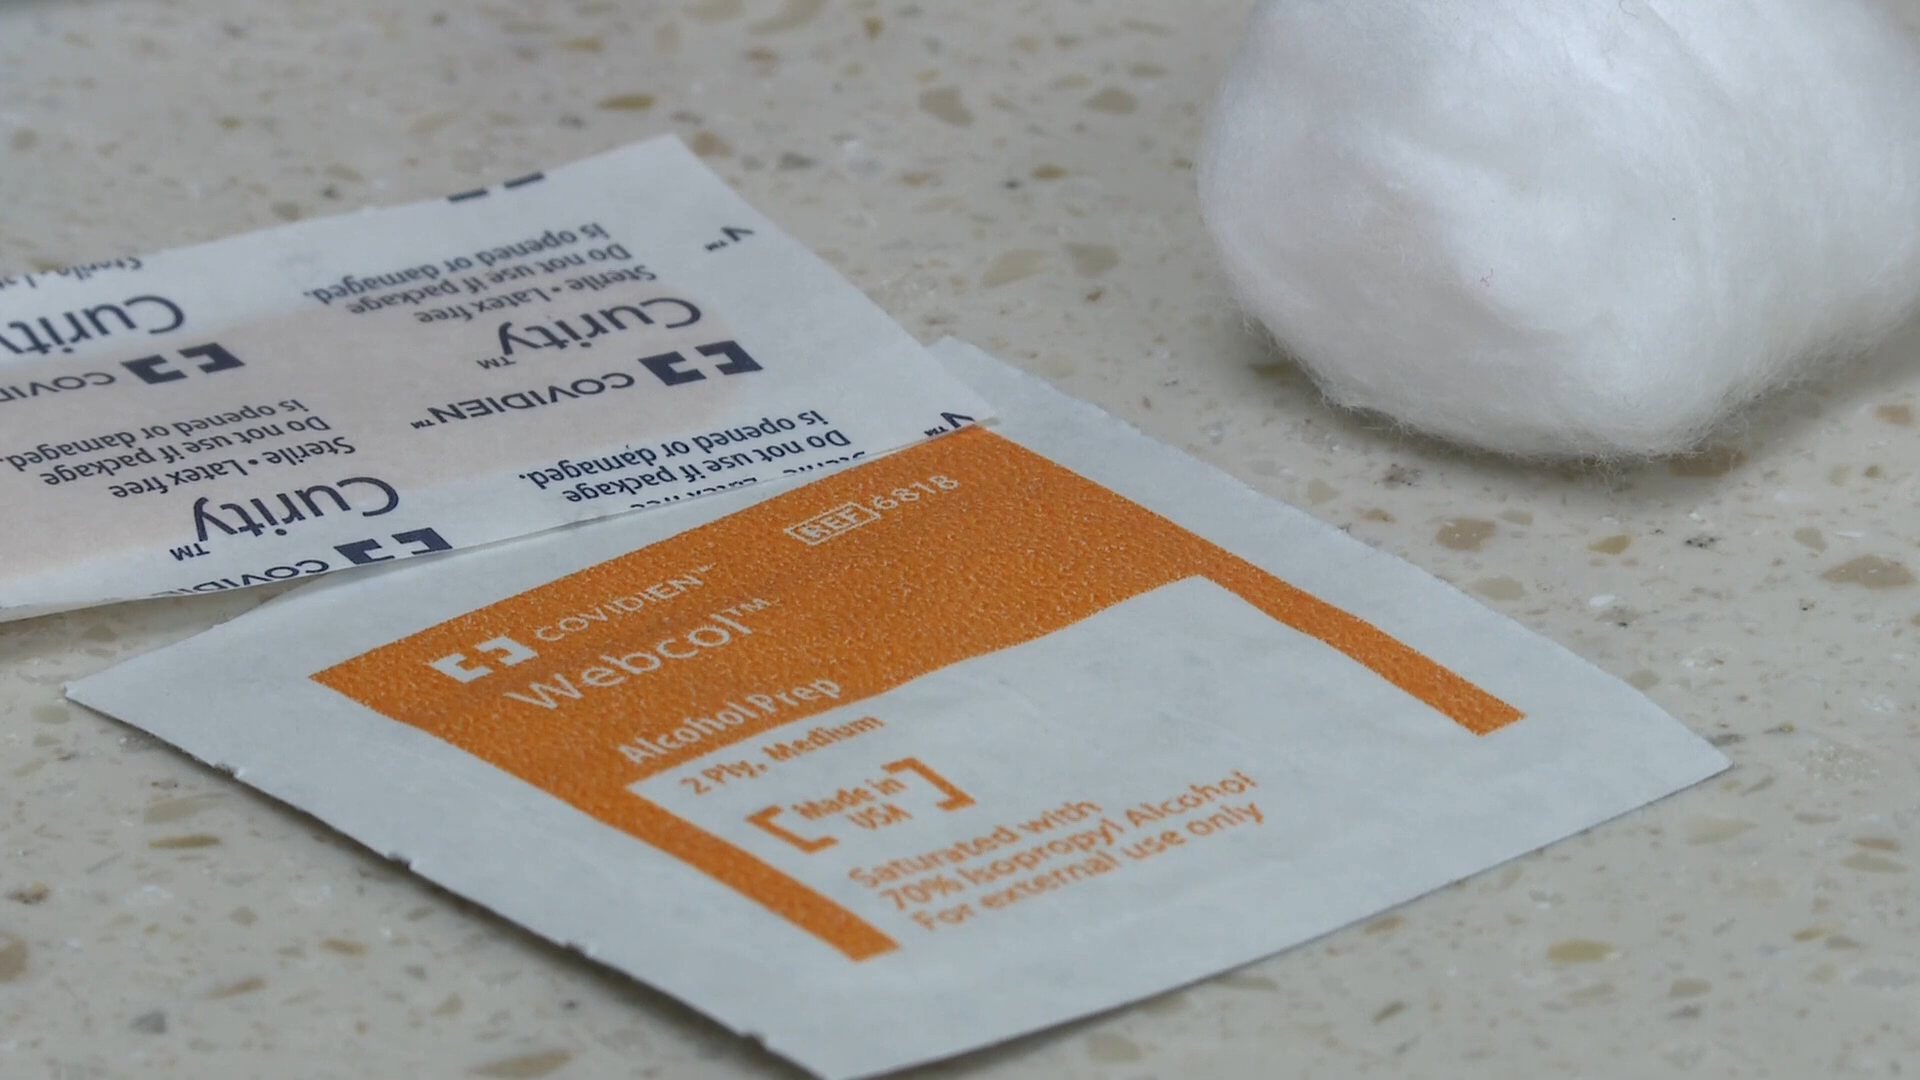 COVIDIEN™
Webcol™
REF 6818
Alcohol Prep
2 Ply, Medium
Made in
USA
Saturated with
70% Isopropyl Alcohol
For external use only
COVIDIEN™
Curity™
Sterile • Latex free
Do not use if package
is opened or damaged.
COVIDIEN
Curity™
Sterile • Latex free
Do not use if package
is opened or damaged.
COVID
Curity
Do not use if package
is opened or damaged.